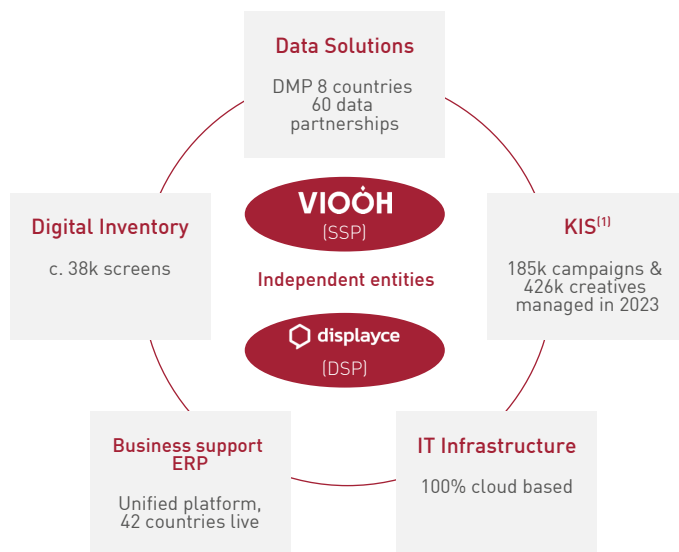 Data Solutions
DMP 8 countries
60 data
partnerships
VIOOH
(SSP)
Digital Inventory
c. 38k screens
KIS(1)
185k campaigns &
426k creatives
managed in 2023
Independent entities
displayce
(DSP)
Business support
ERP
Unified platform,
42 countries live
IT Infrastructure
100% cloud based